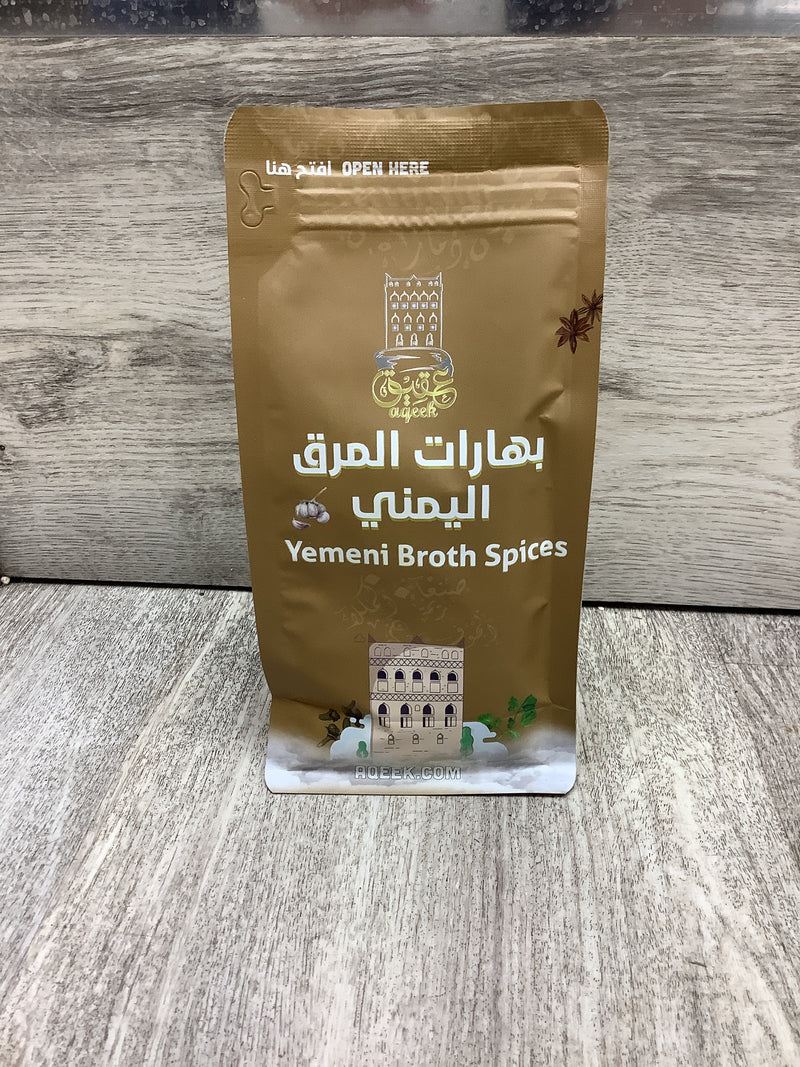 افتح هنا OPEN HERE
عقيق
aqeek
بهارات المرق
اليمني
Yemeni Broth Spices
AQEEK.COM